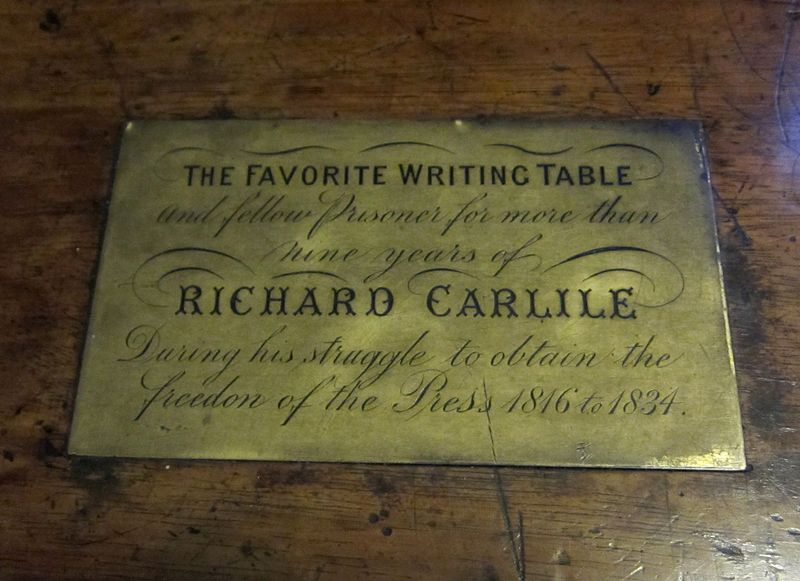 THE FAVORITE WRITING TABLE
and fellow Prisoner for more than
nine years of
RICHARD CARLILE
During his struggle to obtain the
freedon of the Press 1816 to 1834.